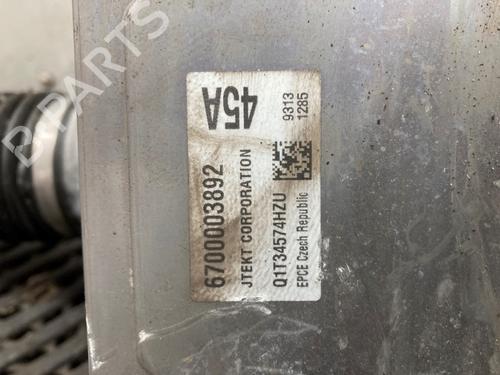 45A
9313
1285
6700003892
JTEKT CORPORATION
Q1T34574HZU
EPCE Czech Republic
B-PARTS